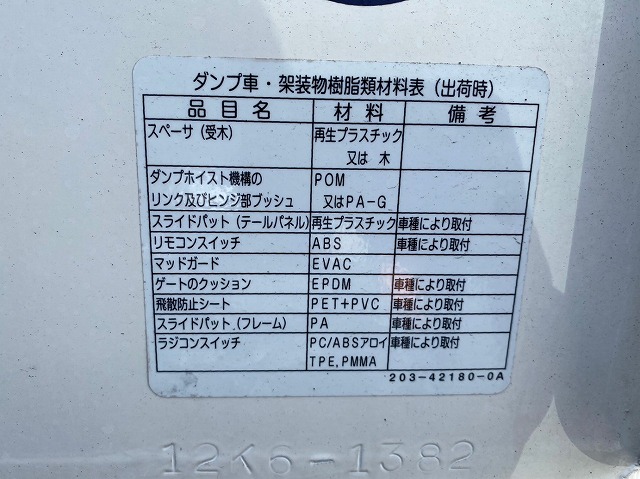 ダンプ車・架装物樹脂類材料表（出荷時）
品目名 材料 備考
スペーサ（受木） 再生プラスチック
又は 木
ダンプホイスト機構の POM
リンク及びヒンジ部ブッシュ 又はPA-G
スライドパット（テールパネル） 再生プラスチック 車種により取付
リモコンスイッチ ABS 車種により取付
マッドガード EVAC
ゲートのクッション EPDM 車種により取付
飛散防止シート PET+PVC 車種により取付
スライドパット（フレーム） PA 車種により取付
ラジコンスイッチ PC/ABSアロイ 車種により取付
TPE,PMMA
203-42180-0A
12K6-1382